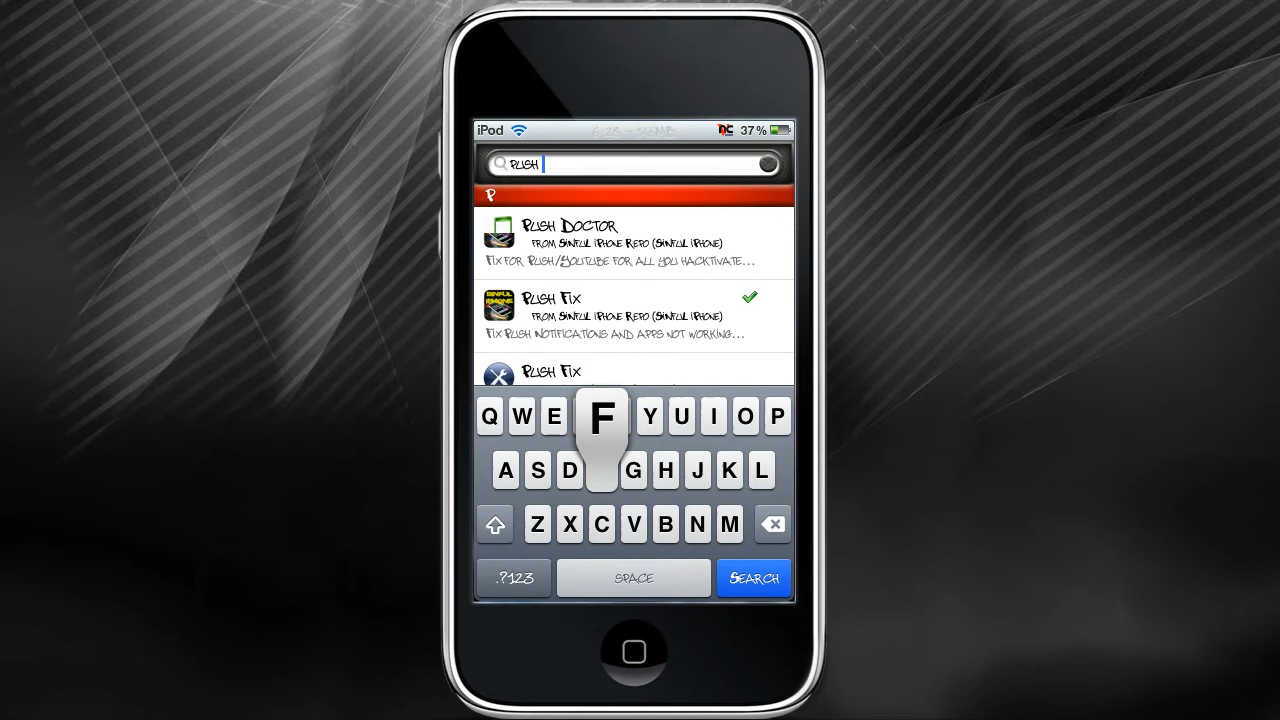 iPod 37%
PUSH
P
PUSH DOCTOR
FROM SINFUL IPHONE REPO (SINFUL IPHONE)
FIX FOR PUSH/YOUTUBE FOR ALL YOU HACKTIVATE...
SINFUL IPHONE
PUSH FIX
FROM SINFUL IPHONE REPO (SINFUL IPHONE)
FIX PUSH NOTIFICATIONS AND APPS NOT WORKING...
PUSH FIX
Q W E F Y U I O P
A S D G H J K L
Z X C V B N M
.?123 SPACE SEARCH